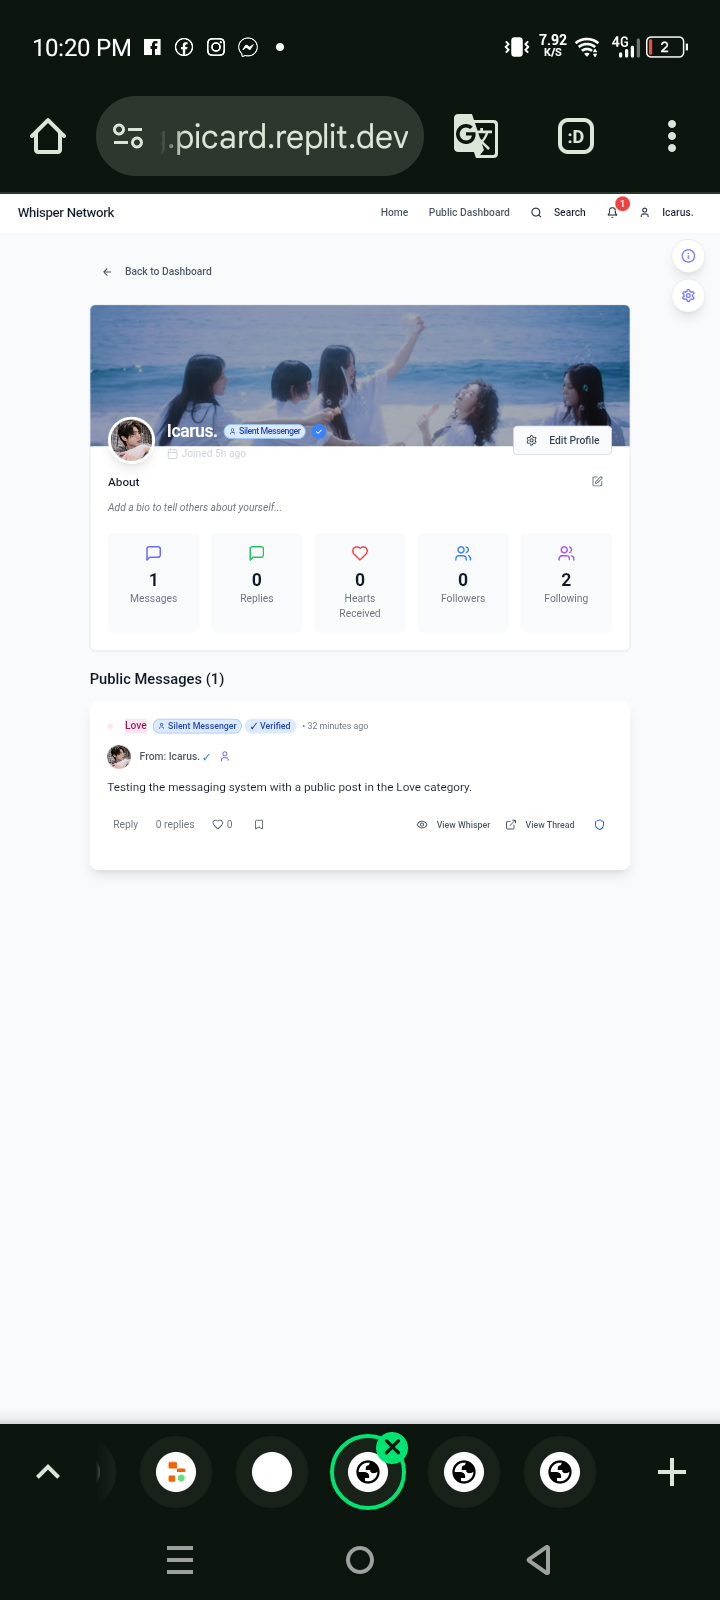 10:20 PM 7.92 K/S 4G 2
.picard.replit.dev :D
Whisper Network Home Public Dashboard Search 1 Icarus.
Back to Dashboard
Icarus. Silent Messenger
Joined 5h ago
Edit Profile
About
Add a bio to tell others about yourself...
1 0 0 0 2
Messages Replies Hearts Received Followers Following
Public Messages (1)
Love Silent Messenger ✓ Verified • 32 minutes ago
From: Icarus. ✓
Testing the messaging system with a public post in the Love category.
Reply 0 replies 0 View Whisper View Thread